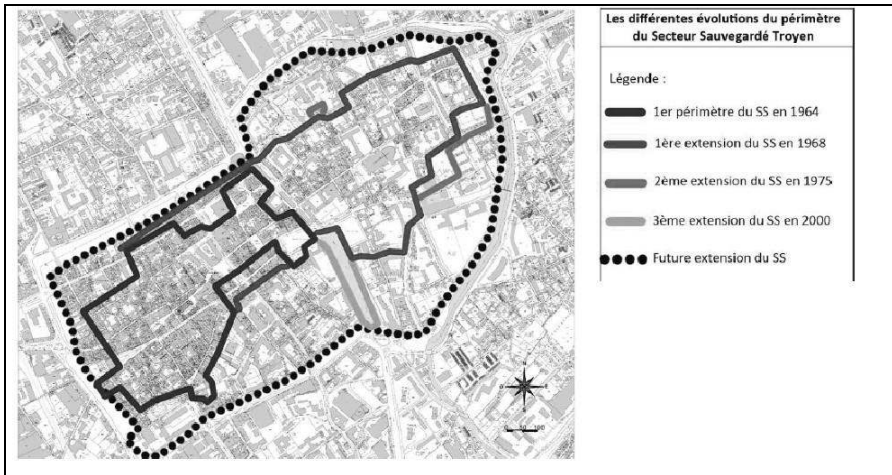 Les différentes évolutions du périmètre
du Secteur Sauvegardé Troyen
Légende :
1er périmètre du SS en 1964
1ère extension du SS en 1968
2ème extension du SS en 1975
3ème extension du SS en 2000
Future extension du SS
N